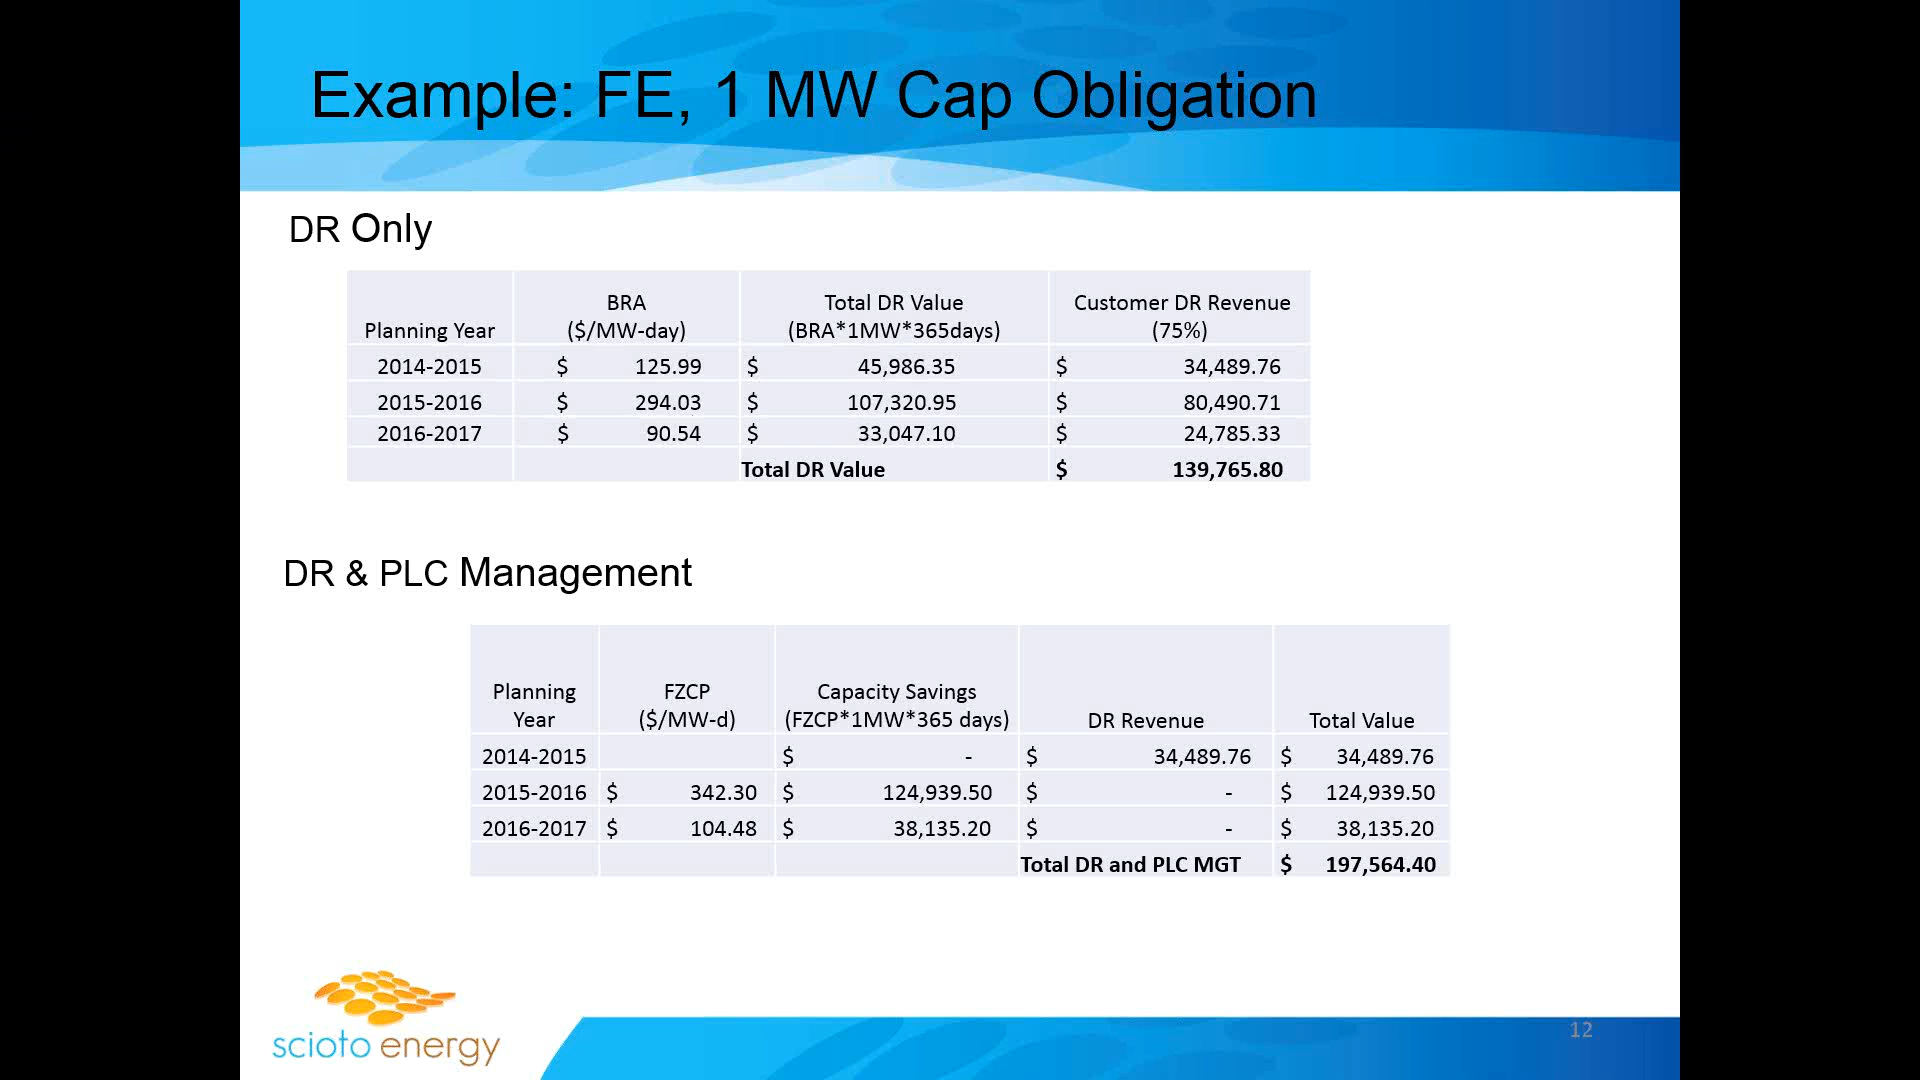 Example: FE, 1 MW Cap Obligation
DR Only
Planning Year BRA ($/MW-day) Total DR Value (BRA*1MW*365days) Customer DR Revenue (75%)
2014-2015 $ 125.99 $ 45,986.35 $ 34,489.76
2015-2016 $ 294.03 $ 107,320.95 $ 80,490.71
2016-2017 $ 90.54 $ 33,047.10 $ 24,785.33
Total DR Value $ 139,765.80
DR & PLC Management
Planning Year FZCP ($/MW-d) Capacity Savings (FZCP*1MW*365 days) DR Revenue Total Value
2014-2015 $ - $ 34,489.76 $ 34,489.76
2015-2016 $ 342.30 $ 124,939.50 $ - $ 124,939.50
2016-2017 $ 104.48 $ 38,135.20 $ - $ 38,135.20
Total DR and PLC MGT $ 197,564.40
scioto energy
12